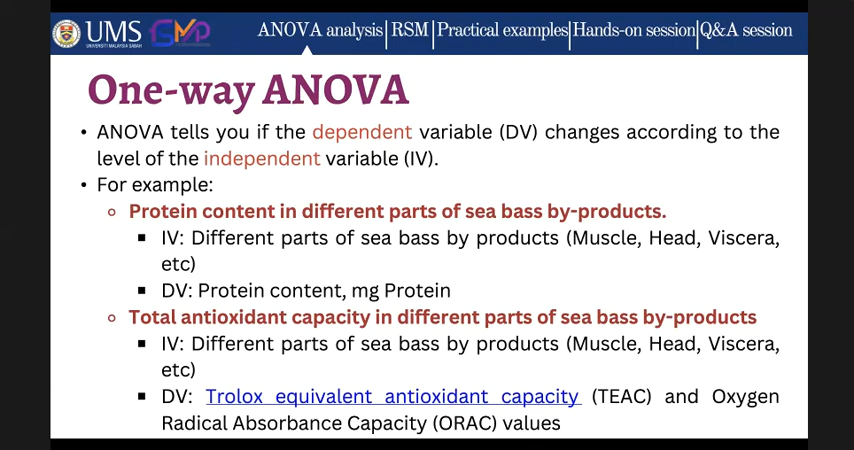 UMS
UNIVERSITI MALAYSIA SABAH
GMP
ANOVA analysis| RSM |Practical examples|Hands-on session|Q&A session
One-way ANOVA
• ANOVA tells you if the dependent variable (DV) changes according to the
level of the independent variable (IV).
• For example:
○ Protein content in different parts of sea bass by-products.
▪ IV: Different parts of sea bass by products (Muscle, Head, Viscera,
etc)
▪ DV: Protein content, mg Protein
○ Total antioxidant capacity in different parts of sea bass by-products
▪ IV: Different parts of sea bass by products (Muscle, Head, Viscera,
etc)
▪ DV: Trolox equivalent antioxidant capacity (TEAC) and Oxygen
Radical Absorbance Capacity (ORAC) values